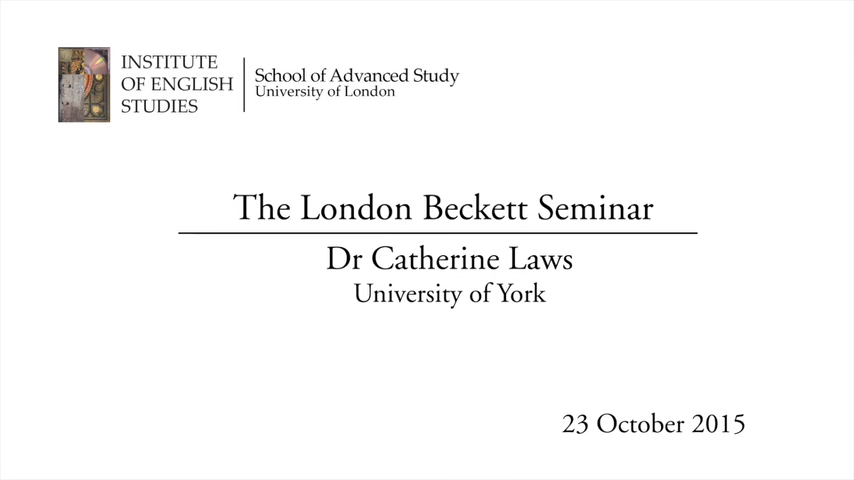 INSTITUTE
OF ENGLISH
STUDIES
School of Advanced Study
University of London
The London Beckett Seminar
Dr Catherine Laws
University of York
23 October 2015